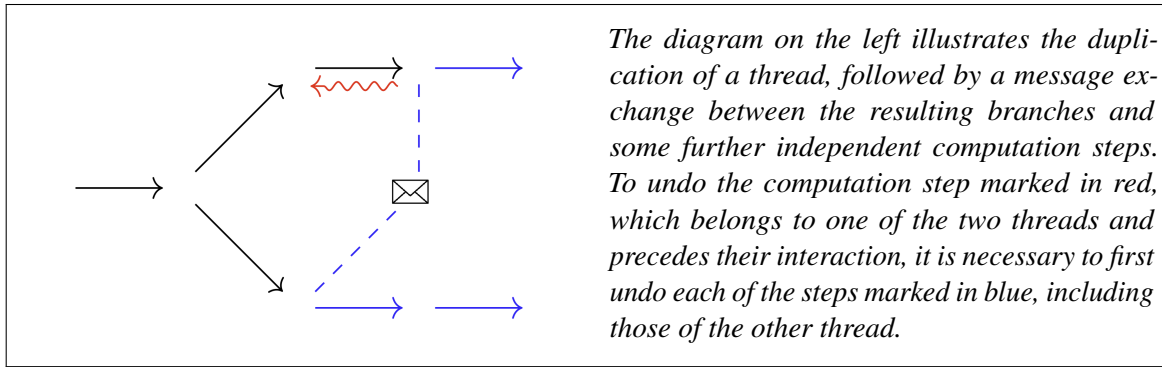 The diagram on the left illustrates the dupli-
cation of a thread, followed by a message ex-
change between the resulting branches and
some further independent computation steps.
To undo the computation step marked in red,
which belongs to one of the two threads and
precedes their interaction, it is necessary to first
undo each of the steps marked in blue, including
those of the other thread.